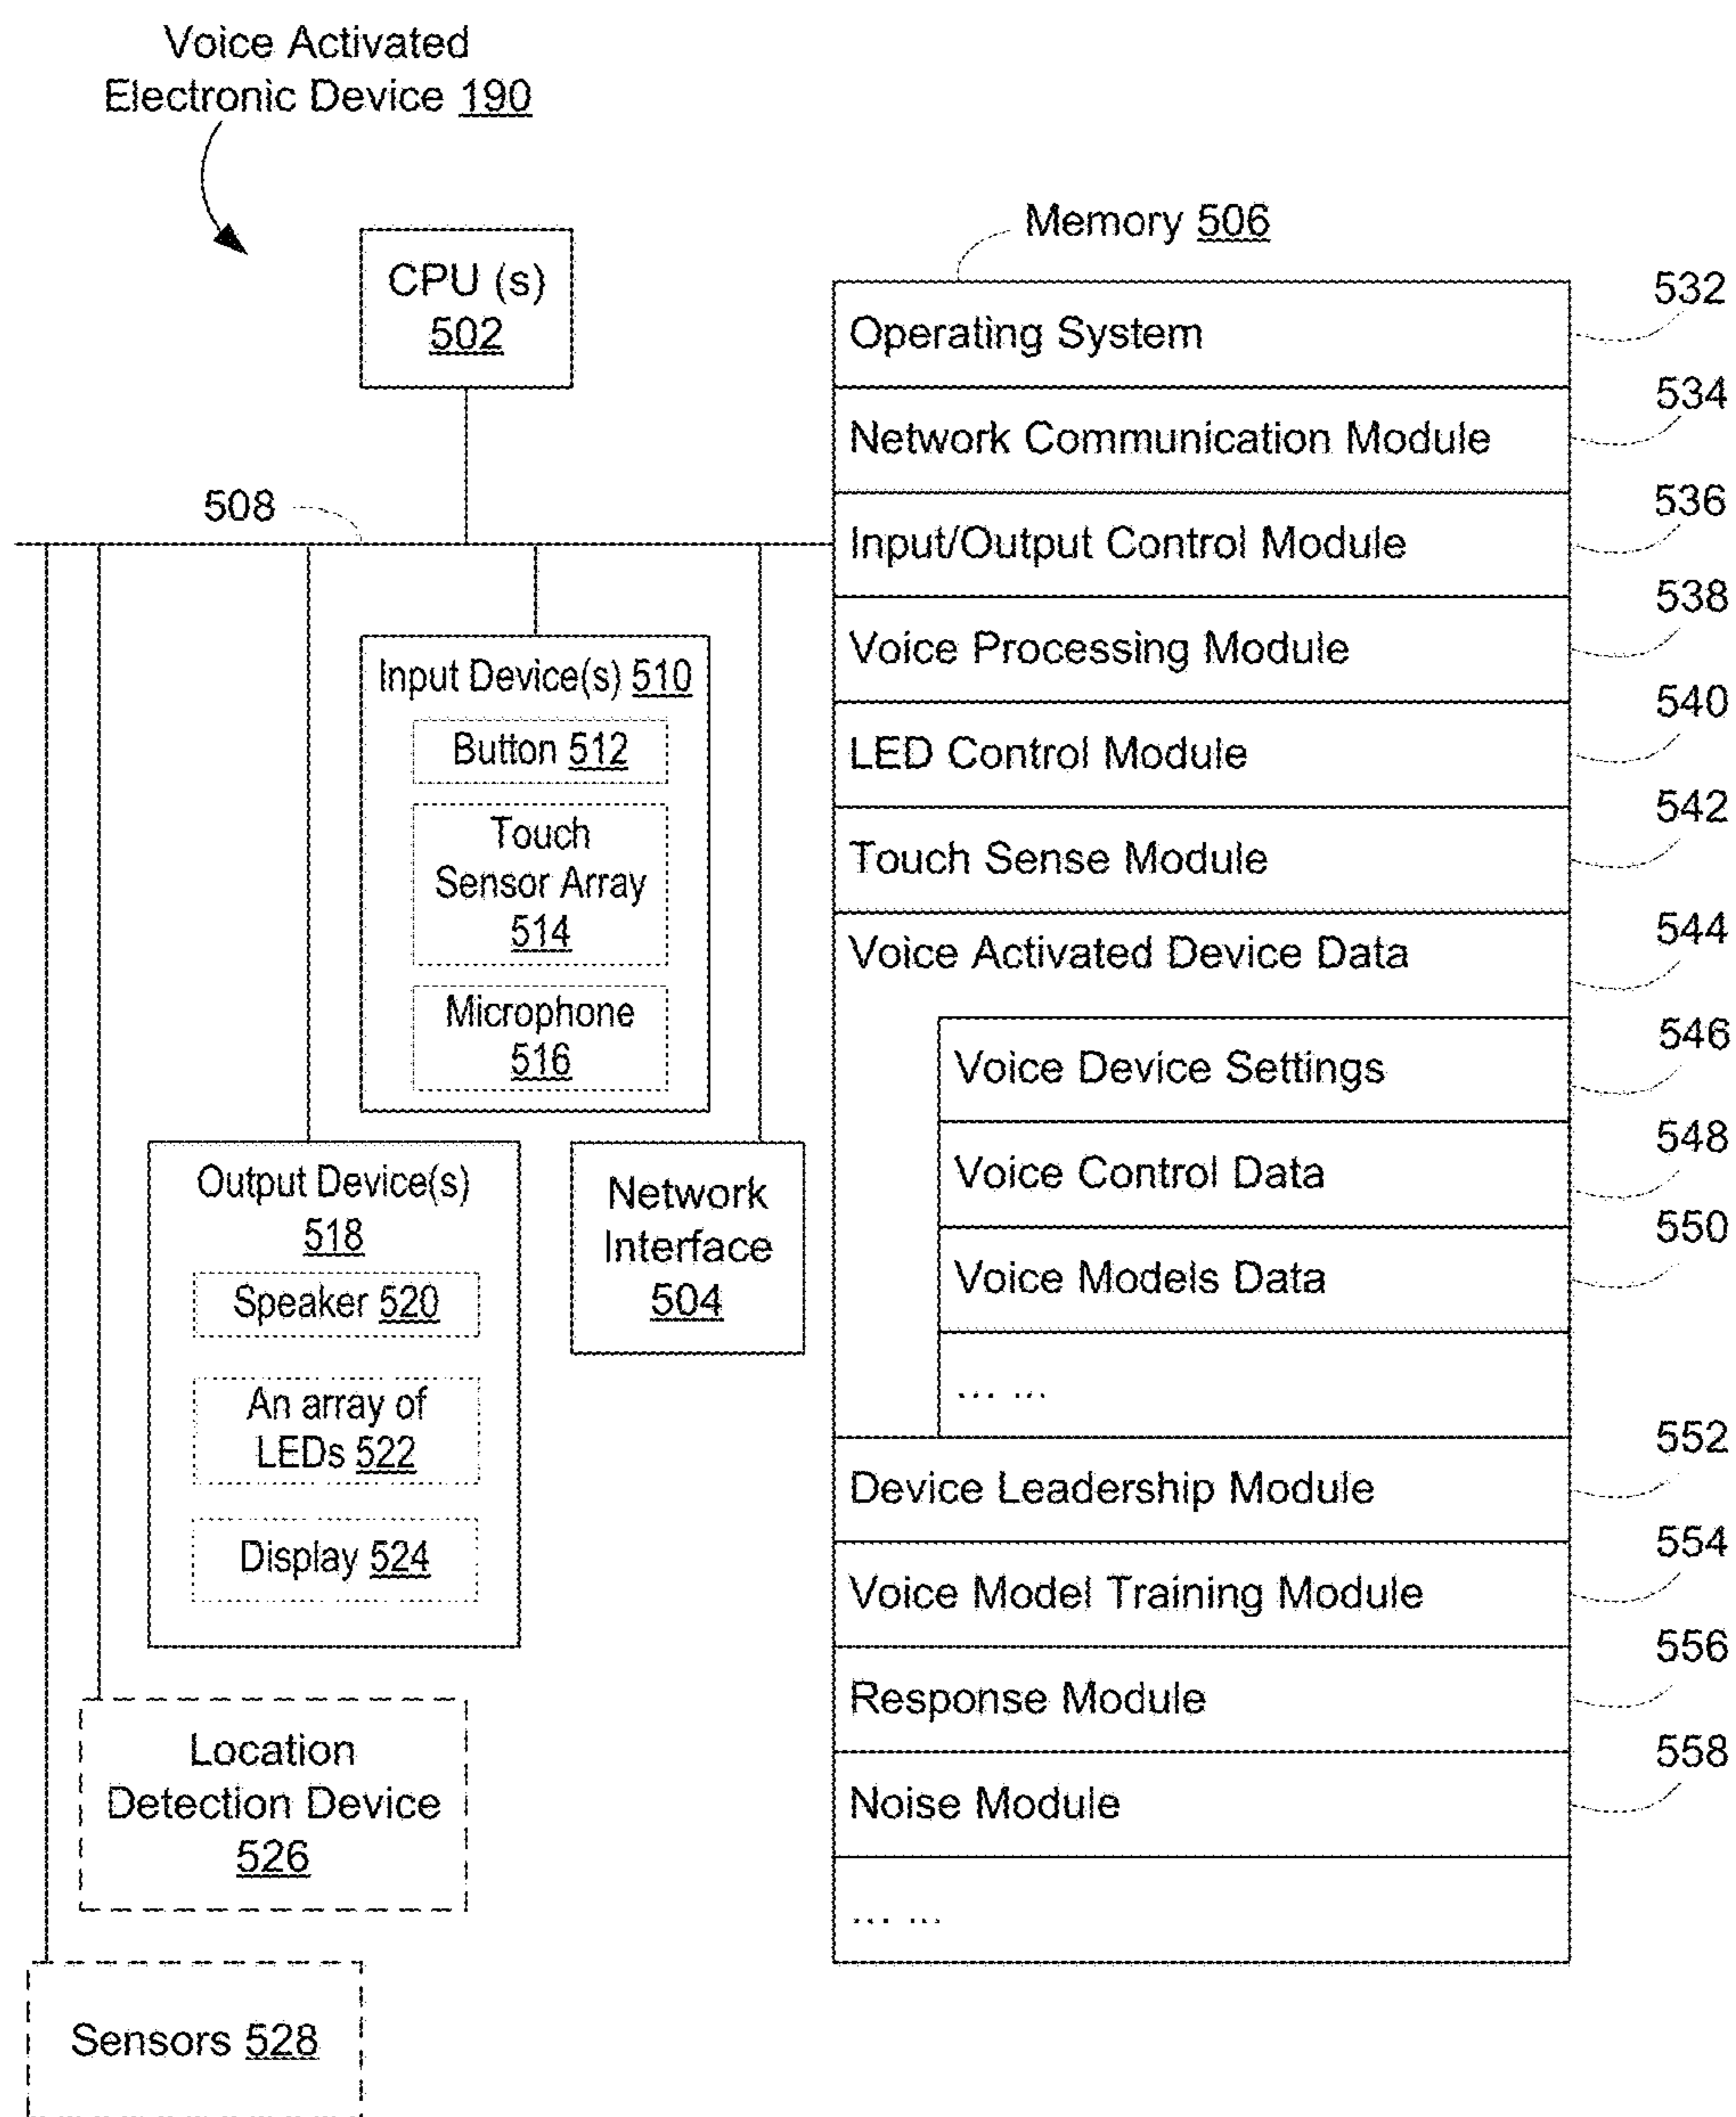 Voice Activated
Electronic Device 190
CPU (s)
502
508
Input Device(s) 510
Button 512
Touch
Sensor Array
514
Microphone
516
Output Device(s)
518
Speaker 520
An array of
LEDs 522
Display 524
Network
Interface
504
Location
Detection Device
526
Sensors 528
Memory 506
Operating System 532
Network Communication Module 534
Input/Output Control Module 536
Voice Processing Module 538
LED Control Module 540
Touch Sense Module 542
Voice Activated Device Data 544
Voice Device Settings 546
Voice Control Data 548
Voice Models Data 550
... ...
Device Leadership Module 552
Voice Model Training Module 554
Response Module 556
Noise Module 558
... ...